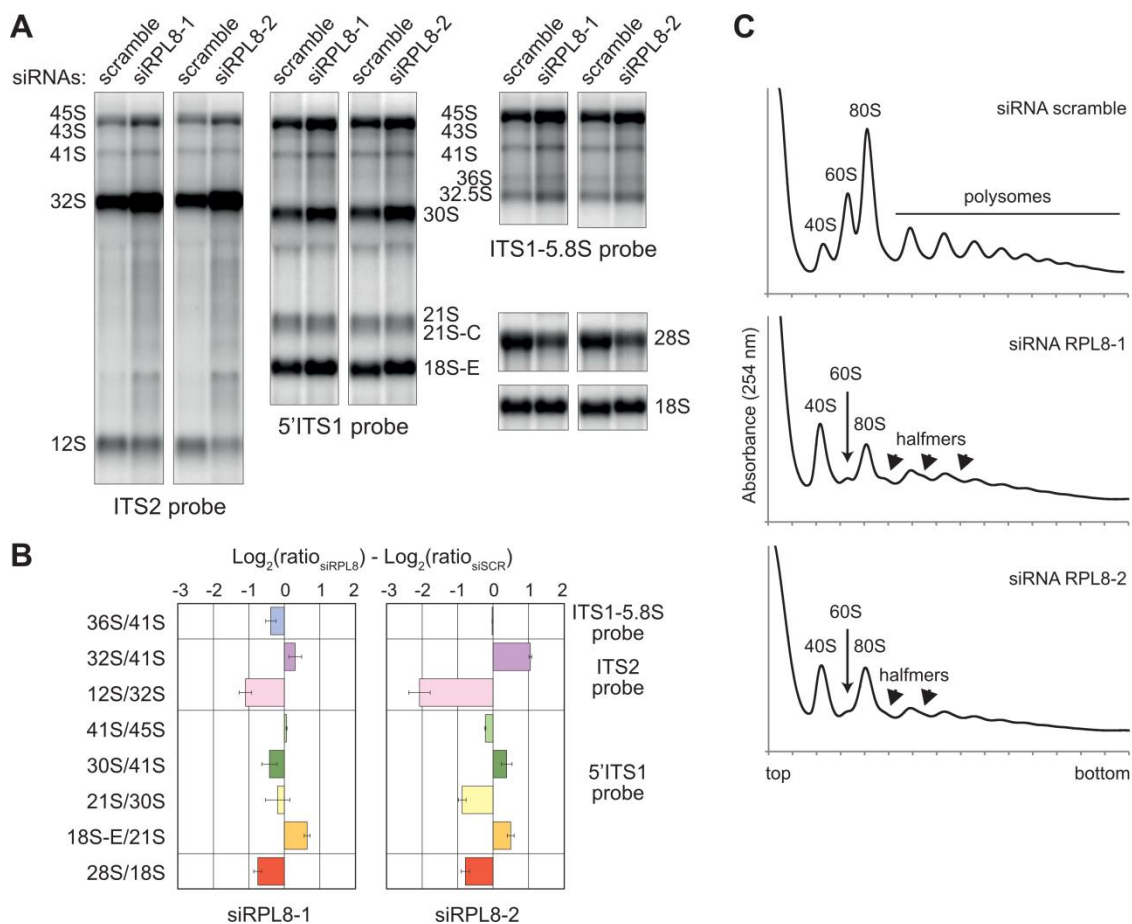 A
siRNAs:
scramble
siRPL8-1
scramble
siRPL8-2
45S
43S
41S
32S
12S
ITS2 probe
scramble
siRPL8-1
scramble
siRPL8-2
45S
43S
41S
30S
21S
21S-C
18S-E
5'ITS1 probe
scramble
siRPL8-1
scramble
siRPL8-2
45S
43S
41S
36S
32.5S
ITS1-5.8S probe
28S
18S
B
Log2(ratiosiRPL8) - Log2(ratiosiSCR)
-3 -2 -1 0 1 2
-3 -2 -1 0 1 2
36S/41S
32S/41S
12S/32S
41S/45S
30S/41S
21S/30S
18S-E/21S
28S/18S
ITS1-5.8S
probe
ITS2
probe
5'ITS1
probe
siRPL8-1
siRPL8-2
C
Absorbance (254 nm)
siRNA scramble
40S
60S
80S
polysomes
siRNA RPL8-1
40S
60S
80S
halfmers
siRNA RPL8-2
40S
60S
80S
halfmers
top
bottom